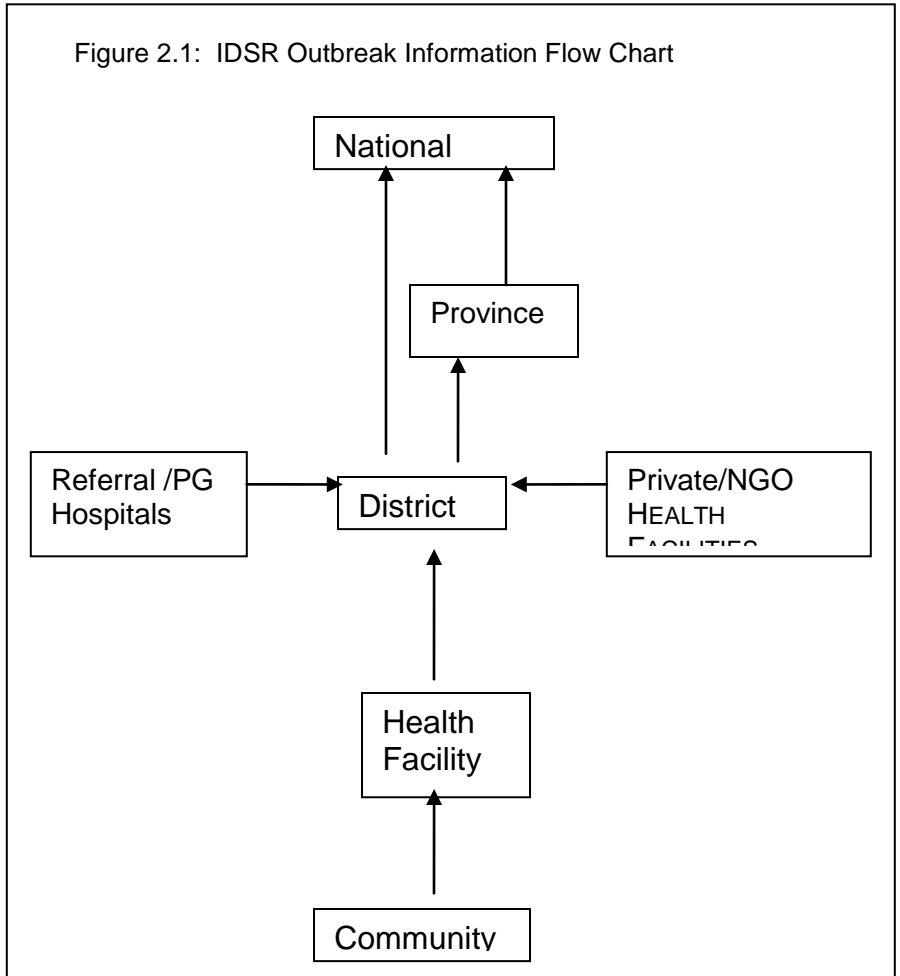 Figure 2.1: IDSR Outbreak Information Flow Chart
National
Province
Referral /PG
Hospitals
District
Private/NGO
HEALTH
FACILITIES
Health
Facility
Community